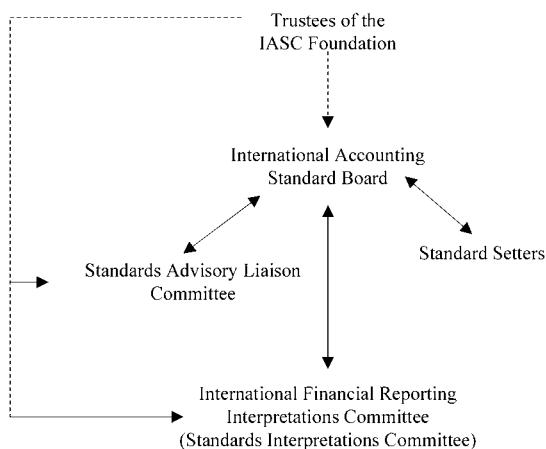 Trustees of the
IASC Foundation
International Accounting
Standard Board
Standard Setters
Standards Advisory Liaison
Committee
International Financial Reporting
Interpretations Committee
(Standards Interpretations Committee)